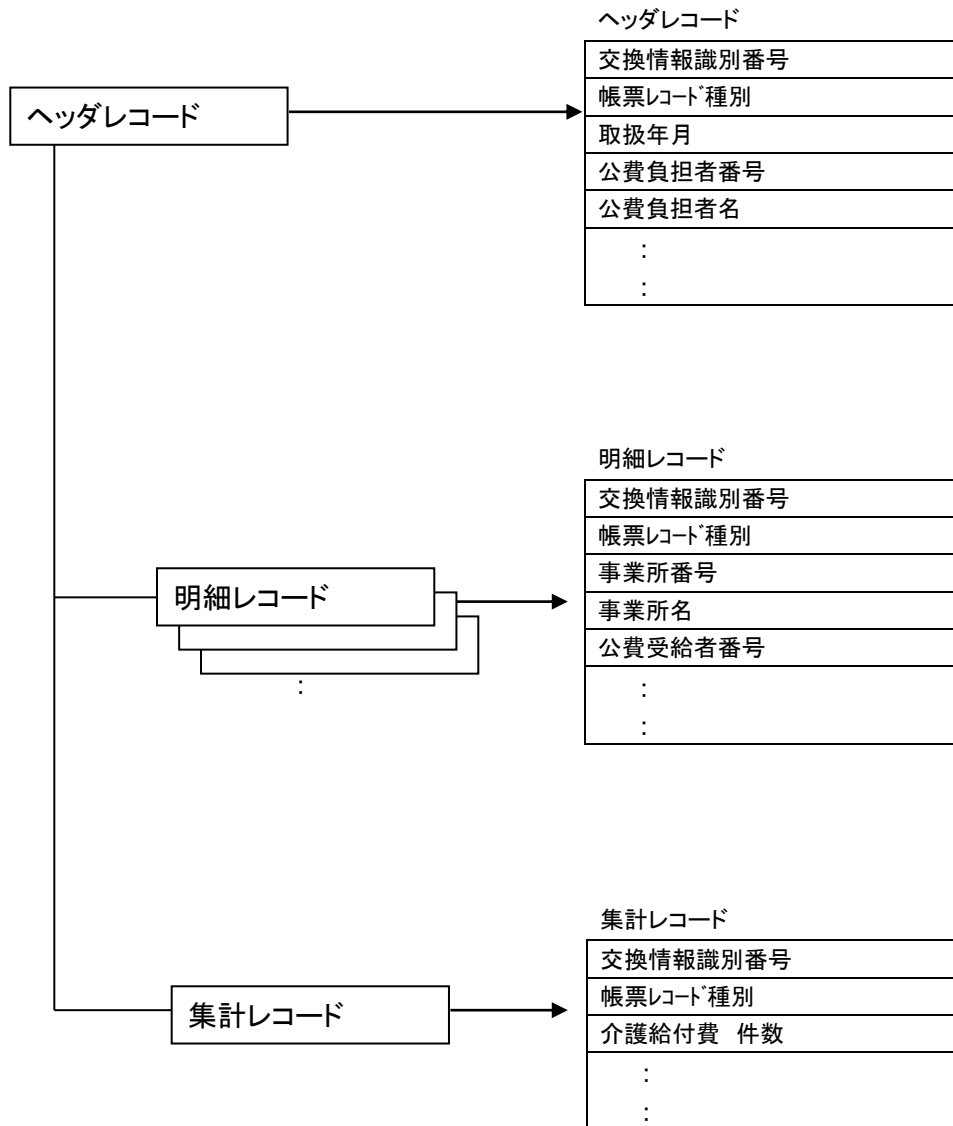 ヘッダレコード
交換情報識別番号
帳票ﾚｺｰﾄﾞ種別
取扱年月
公費負担者番号
公費負担者名
:
:
ヘッダレコード
明細レコード
交換情報識別番号
帳票ﾚｺｰﾄﾞ種別
事業所番号
事業所名
公費受給者番号
:
:
明細レコード
:
集計レコード
交換情報識別番号
帳票ﾚｺｰﾄﾞ種別
介護給付費　件数
:
:
集計レコード